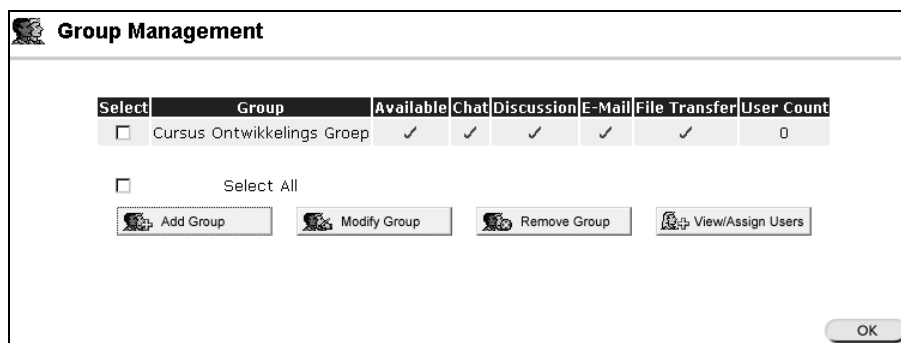 Group Management
Select Group Available Chat Discussion E-Mail File Transfer User Count
Cursus Ontwikkelings Groep ✓ ✓ ✓ ✓ ✓ 0
Select All
Add Group Modify Group Remove Group View/Assign Users
OK